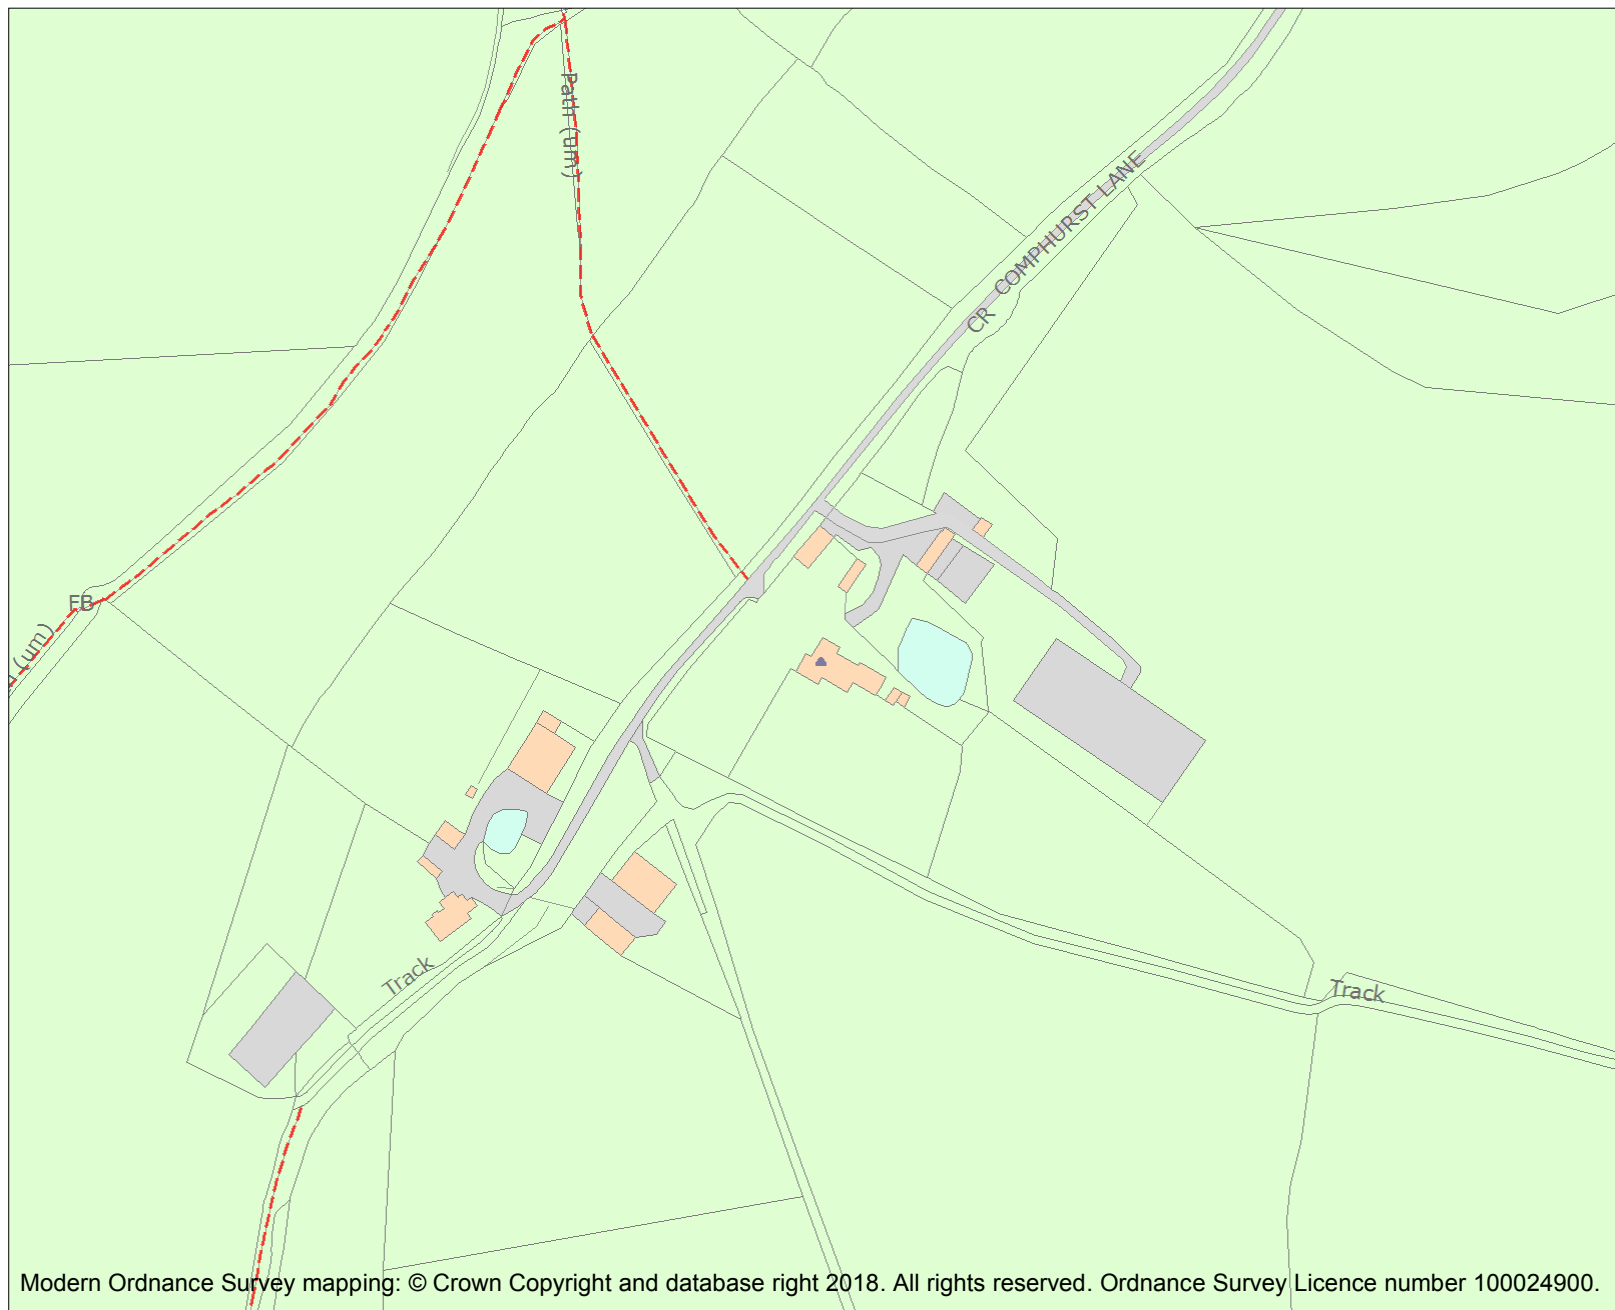 Path (um)
COMPHURST LANE
CR
FB
(um)
Track
Track
Modern Ordnance Survey mapping: © Crown Copyright and database right 2018. All rights reserved. Ordnance Survey Licence number 100024900.